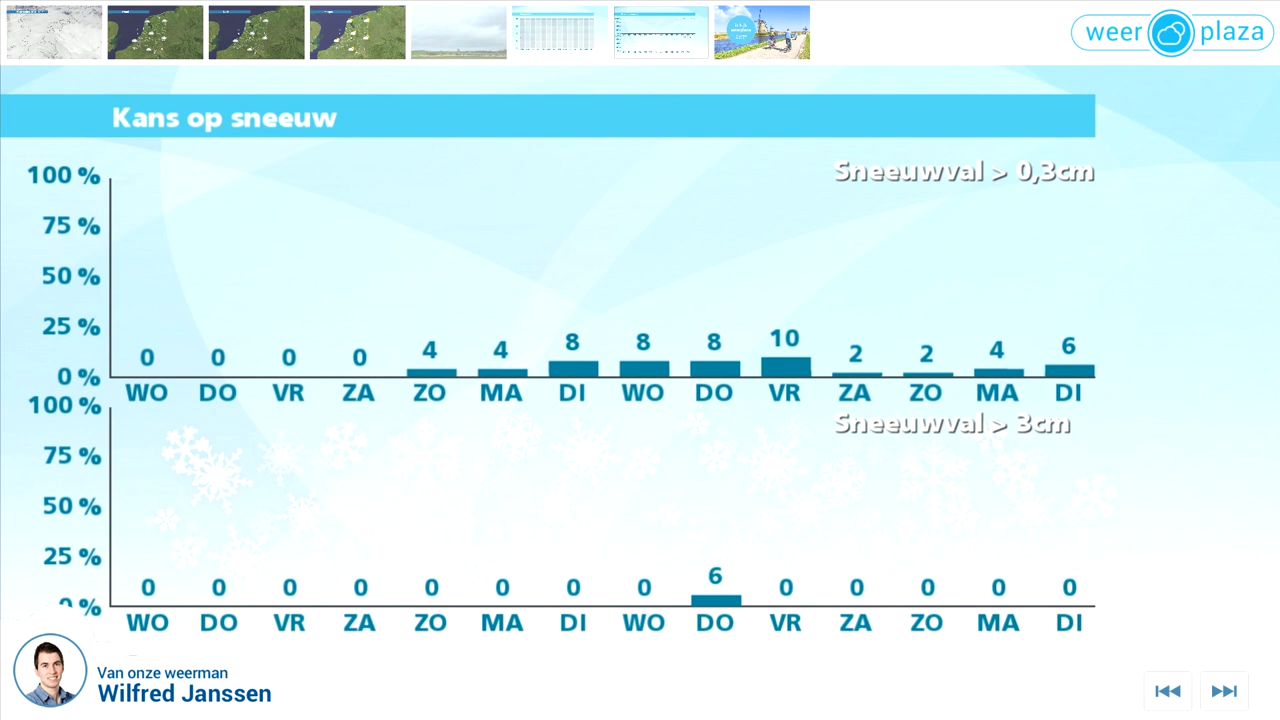 weer plaza
Kans op sneeuw
Sneeuwval > 0,3cm
100 %
75 %
50 %
25 %
0 %
0 0 0 0 4 4 8 8 8 10 2 2 4 6
WO DO VR ZA ZO MA DI WO DO VR ZA ZO MA DI
Sneeuwval > 3cm
100 %
75 %
50 %
25 %
0 %
0 0 0 0 0 0 0 0 6 0 0 0 0 0
WO DO VR ZA ZO MA DI WO DO VR ZA ZO MA DI
Van onze weerman
Wilfred Janssen